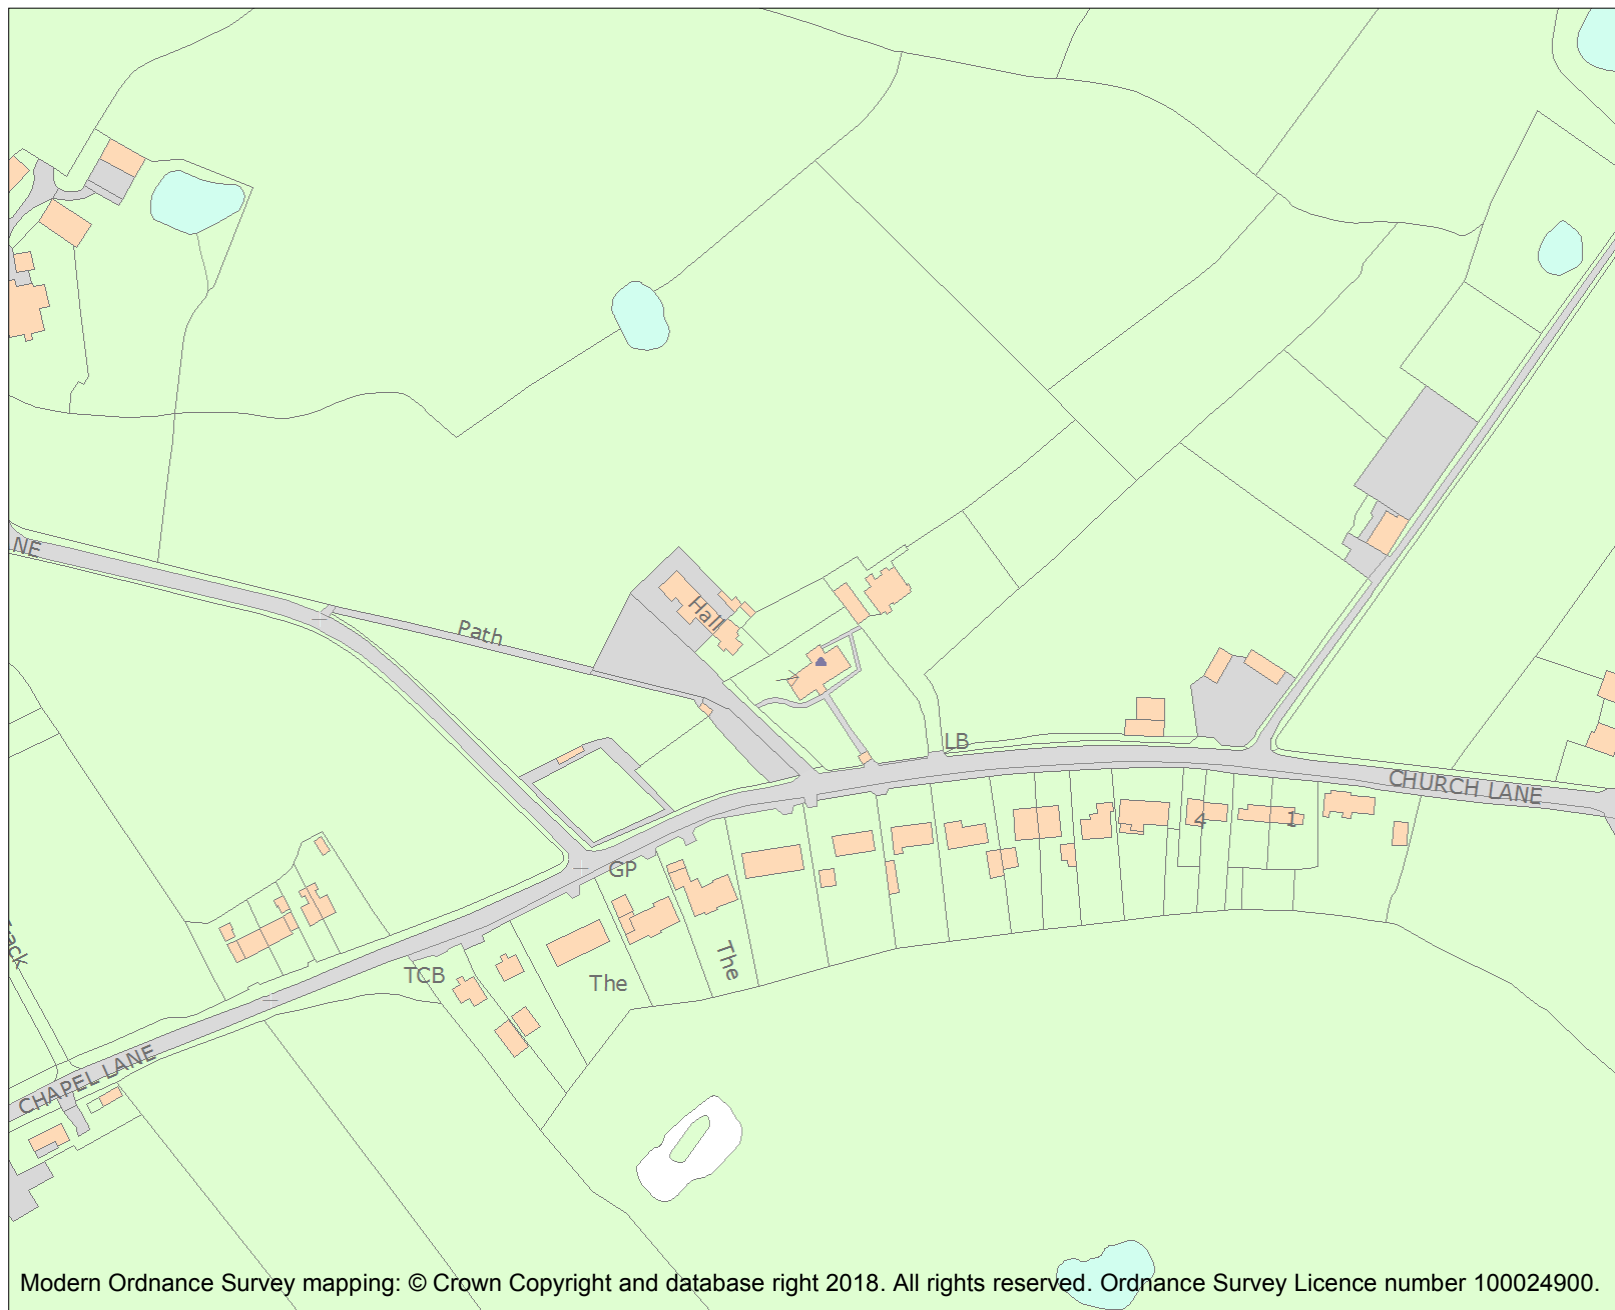 NE
Path
Hall
LB
CHURCH LANE
4
1
GP
The
TCB
The
CHAPEL LANE
Modern Ordnance Survey mapping: © Crown Copyright and database right 2018. All rights reserved. Ordnance Survey Licence number 100024900.